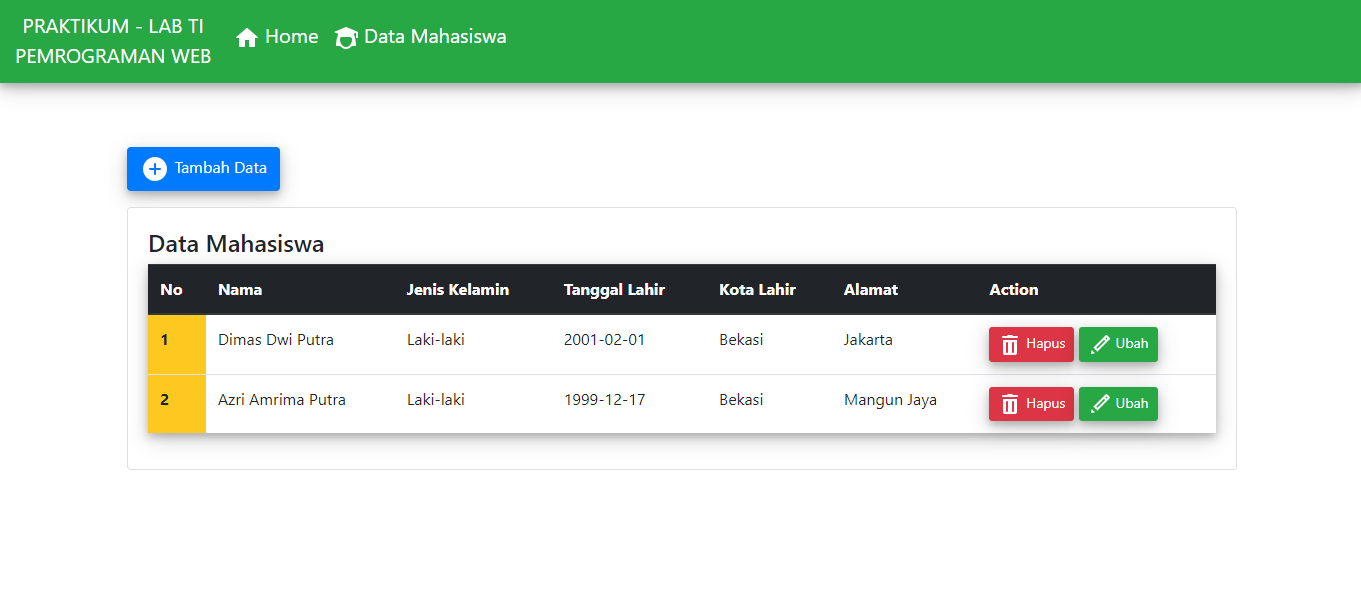 PRAKTIKUM - LAB TI
PEMROGRAMAN WEB
Home Data Mahasiswa
Tambah Data
Data Mahasiswa
No Nama Jenis Kelamin Tanggal Lahir Kota Lahir Alamat Action
1 Dimas Dwi Putra Laki-laki 2001-02-01 Bekasi Jakarta Hapus Ubah
2 Azri Amrima Putra Laki-laki 1999-12-17 Bekasi Mangun Jaya Hapus Ubah